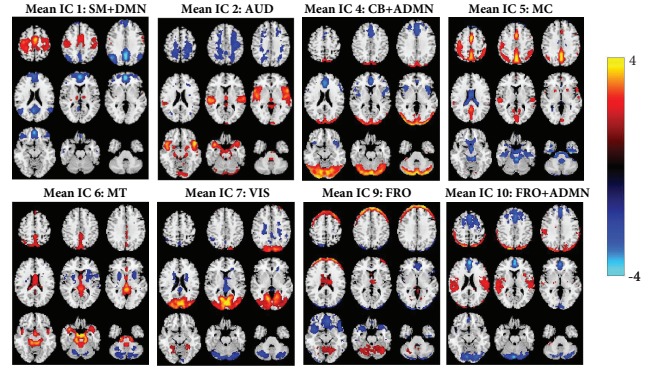 Mean IC 1: SM+DMN
Mean IC 2: AUD
Mean IC 4: CB+ADMN
Mean IC 5: MC
4
-4
Mean IC 6: MT
Mean IC 7: VIS
Mean IC 9: FRO
Mean IC 10: FRO+ADMN